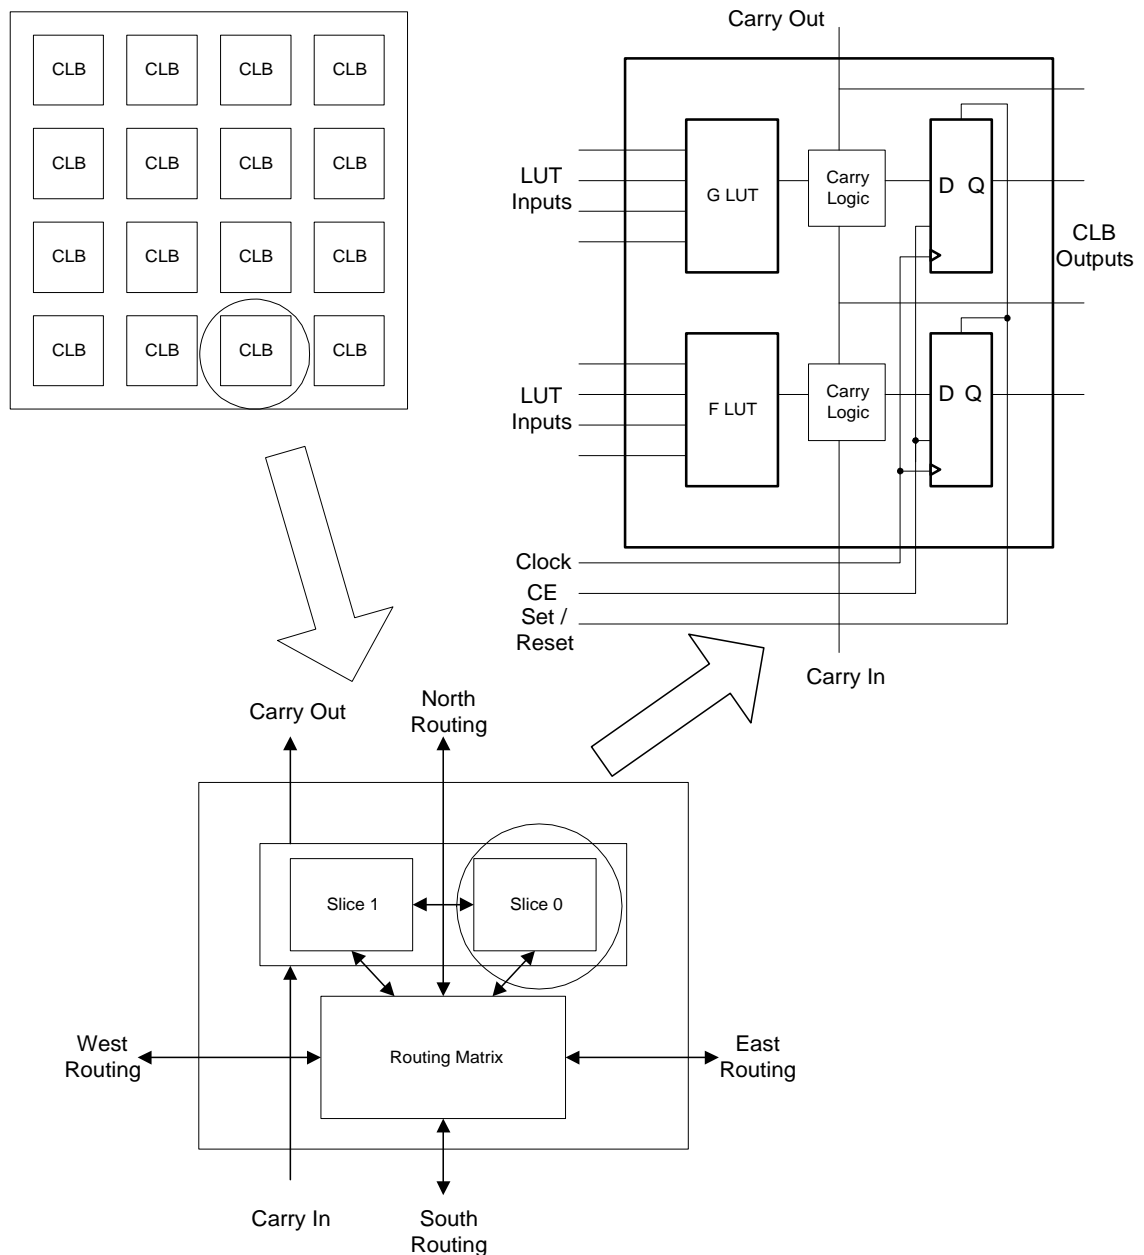 CLB CLB CLB CLB
CLB CLB CLB CLB
CLB CLB CLB CLB
CLB CLB CLB CLB
Carry Out
LUT
Inputs
G LUT
Carry
Logic
D Q
CLB
Outputs
LUT
Inputs
F LUT
Carry
Logic
D Q
Clock
CE
Set /
Reset
Carry In
Carry Out
North
Routing
Slice 1
Slice 0
West
Routing
Routing Matrix
East
Routing
Carry In
South
Routing